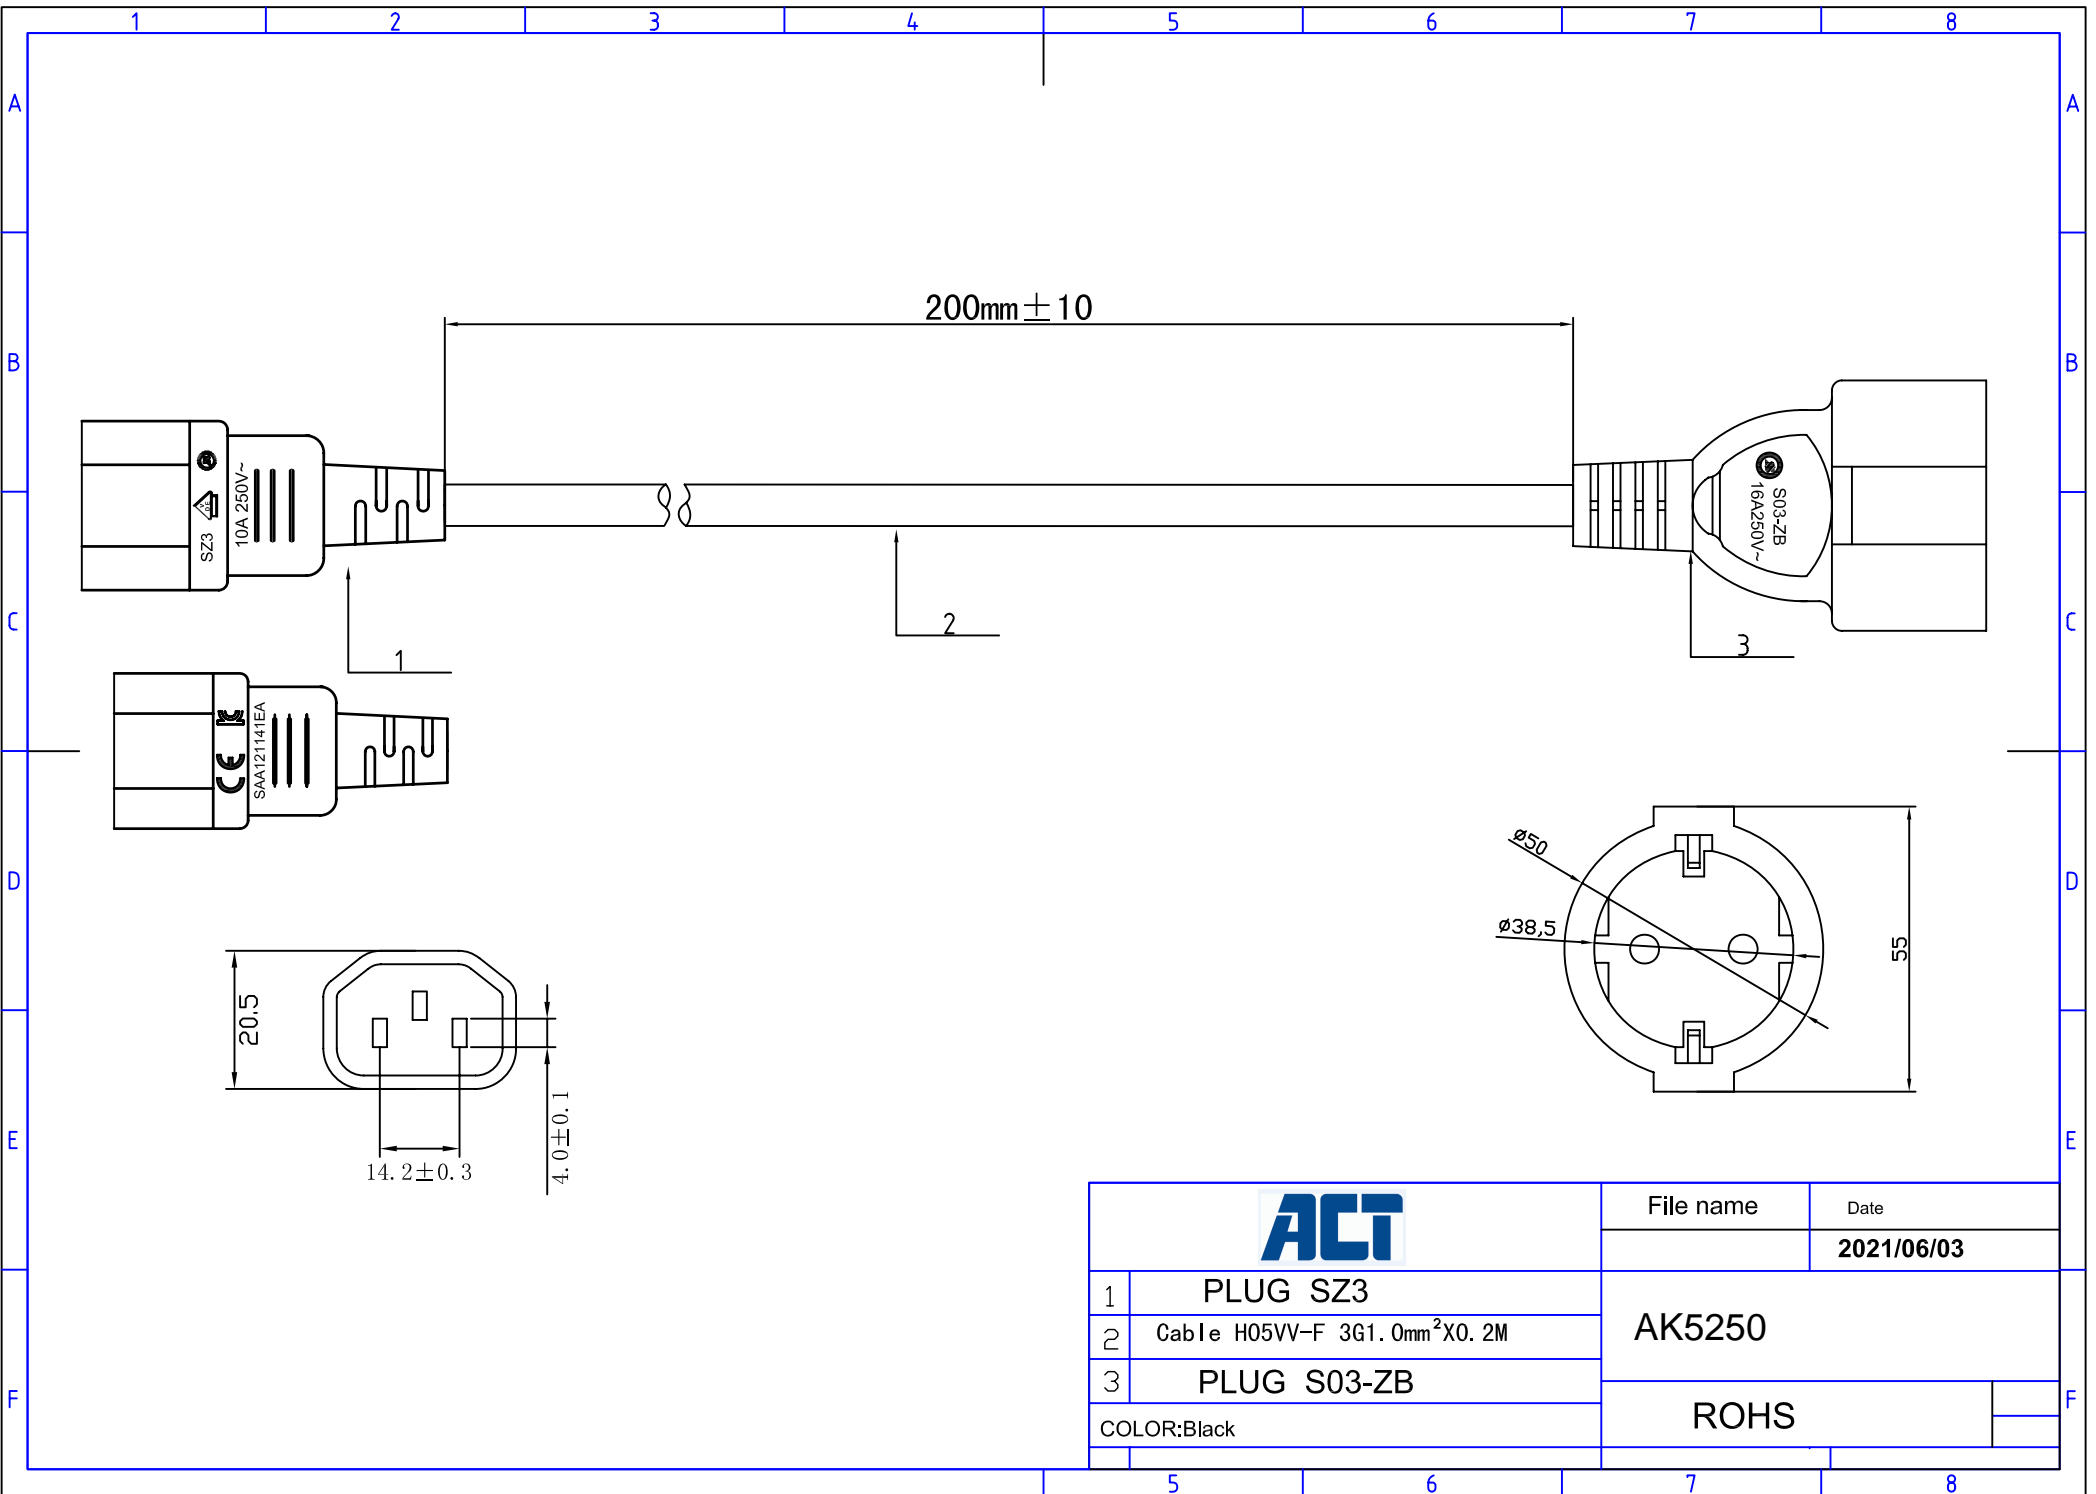 1 2 3 4 5 6 7 8
A A
200mm±10
B B
SZ3
10A 250V~
S03-ZB
16A250V~
C C
1
2
3
CE
SAA121141EA
D D
ø50
ø38,5
55
20.5
14.2±0.3
4.0±0.1
E E
ACT
File name Date
2021/06/03
1 PLUG SZ3
2 Cable H05VV-F 3G1.0mm²X0.2M
3 PLUG S03-ZB
AK5250
COLOR:Black
ROHS
F F
5 6 7 8